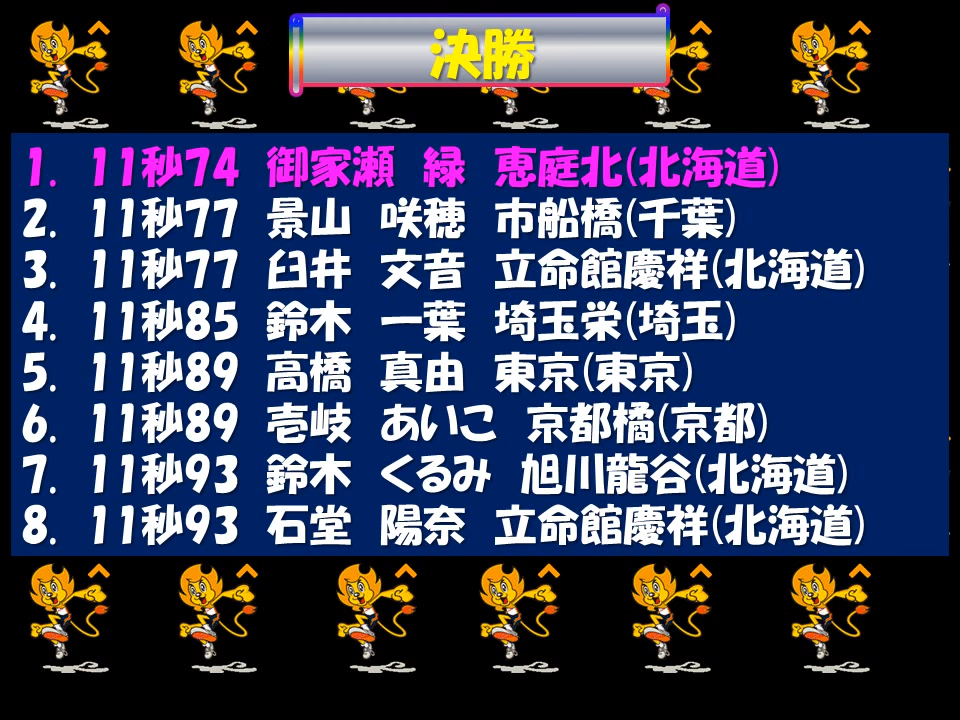 決勝
1. 11秒74 御家瀬 緑 恵庭北(北海道)
2. 11秒77 景山 咲穂 市船橋(千葉)
3. 11秒77 臼井 文音 立命館慶祥(北海道)
4. 11秒85 鈴木 一葉 埼玉栄(埼玉)
5. 11秒89 高橋 真由 東京(東京)
6. 11秒89 壱岐 あいこ 京都橘(京都)
7. 11秒93 鈴木 くるみ 旭川龍谷(北海道)
8. 11秒93 石堂 陽奈 立命館慶祥(北海道)